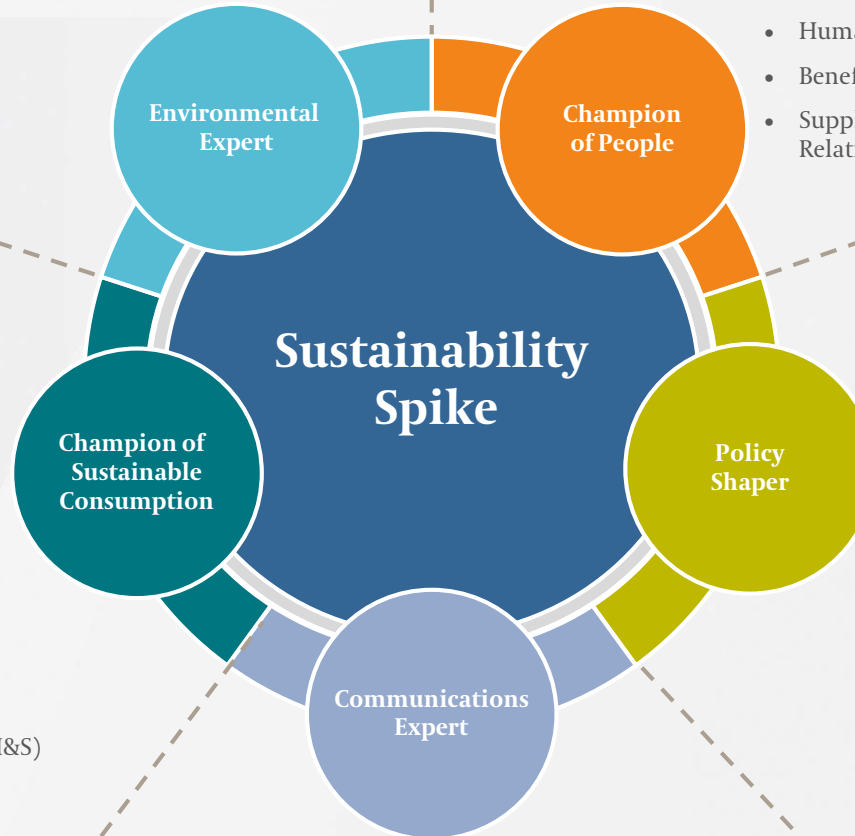 Environmental
Expert
Champion
of People
Sustainability
Spike
Champion of
Sustainable
Consumption
Policy
Shaper
Communications
Expert